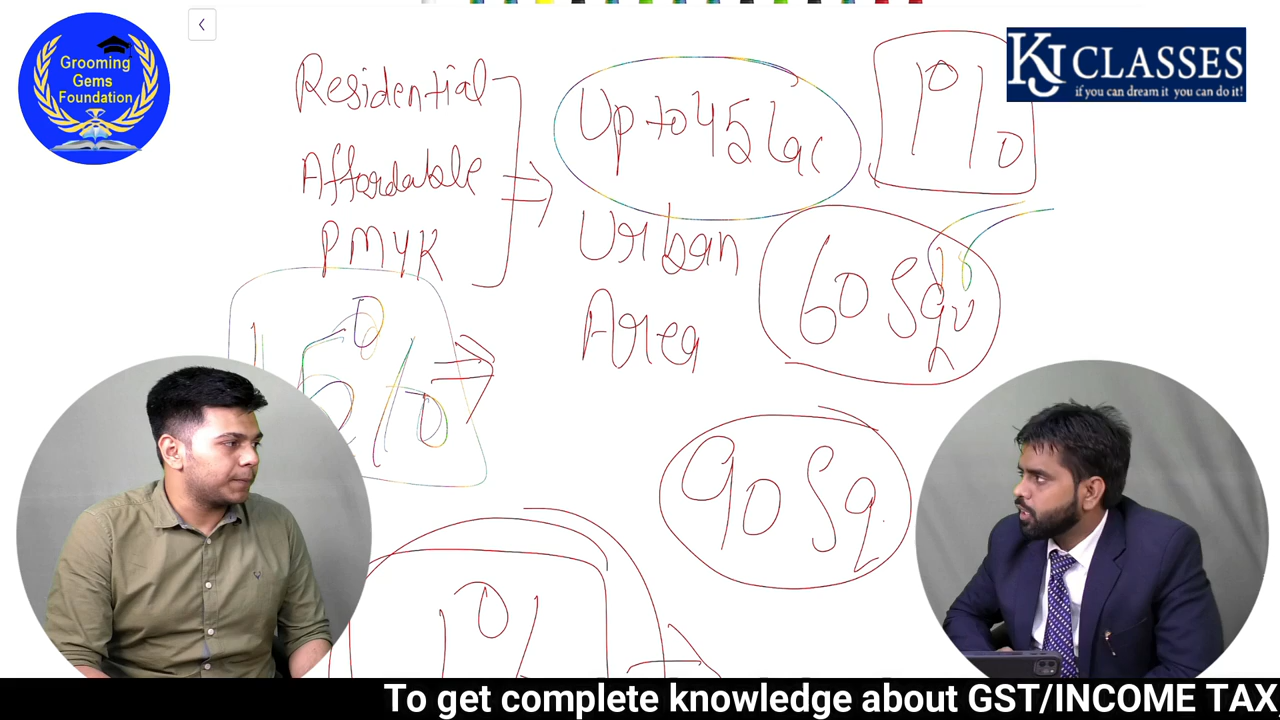 Grooming
Gems
Foundation
KJ CLASSES
if you can dream it you can do it!
Residential
Affordable
PMYK
Up to 45 lac
1%
Urban
Area
60 Sq
5%
90 Sq
1%
To get complete knowledge about GST/INCOME TAX